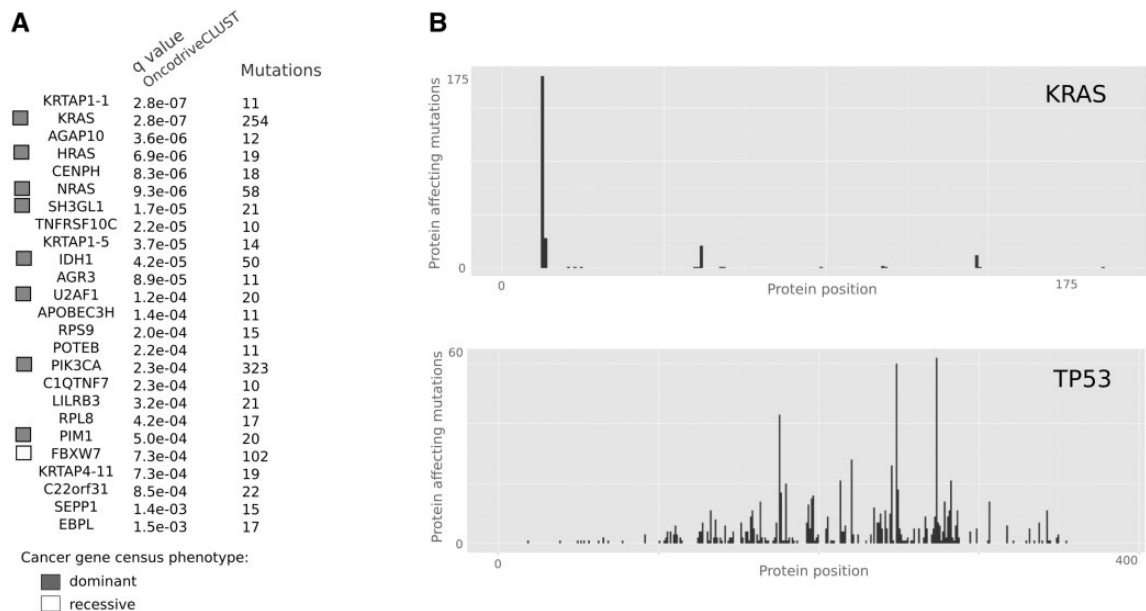 A
q value
OncodriveCLUST
Mutations
KRTAP1-1 2.8e-07 11
KRAS 2.8e-07 254
AGAP10 3.6e-06 12
HRAS 6.9e-06 19
CENPH 8.3e-06 18
NRAS 9.3e-06 58
SH3GL1 1.7e-05 21
TNFRSF10C 2.2e-05 10
KRTAP1-5 3.7e-05 14
IDH1 4.2e-05 50
AGR3 8.9e-05 11
U2AF1 1.2e-04 20
APOBEC3H 1.4e-04 11
RPS9 2.0e-04 15
POTEB 2.2e-04 11
PIK3CA 2.3e-04 323
C1QTNF7 2.3e-04 10
LILRB3 3.2e-04 21
RPL8 4.2e-04 17
PIM1 5.0e-04 20
FBXW7 7.3e-04 102
KRTAP4-11 7.3e-04 19
C22orf31 8.5e-04 22
SEPP1 1.4e-03 15
EBPL 1.5e-03 17
Cancer gene census phenotype:
dominant
recessive
B
KRAS
Protein affecting mutations
175
0
0
Protein position
175
TP53
Protein affecting mutations
60
0
0
Protein position
400